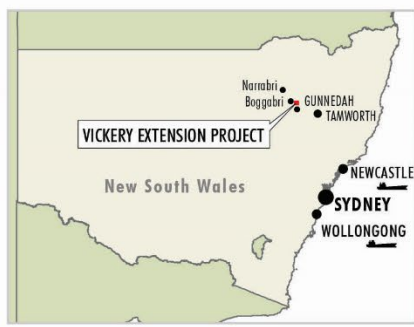 Narrabri
Boggabri
GUNNEDAH
TAMWORTH
VICKERY EXTENSION PROJECT
New South Wales
NEWCASTLE
SYDNEY
WOLLONGONG